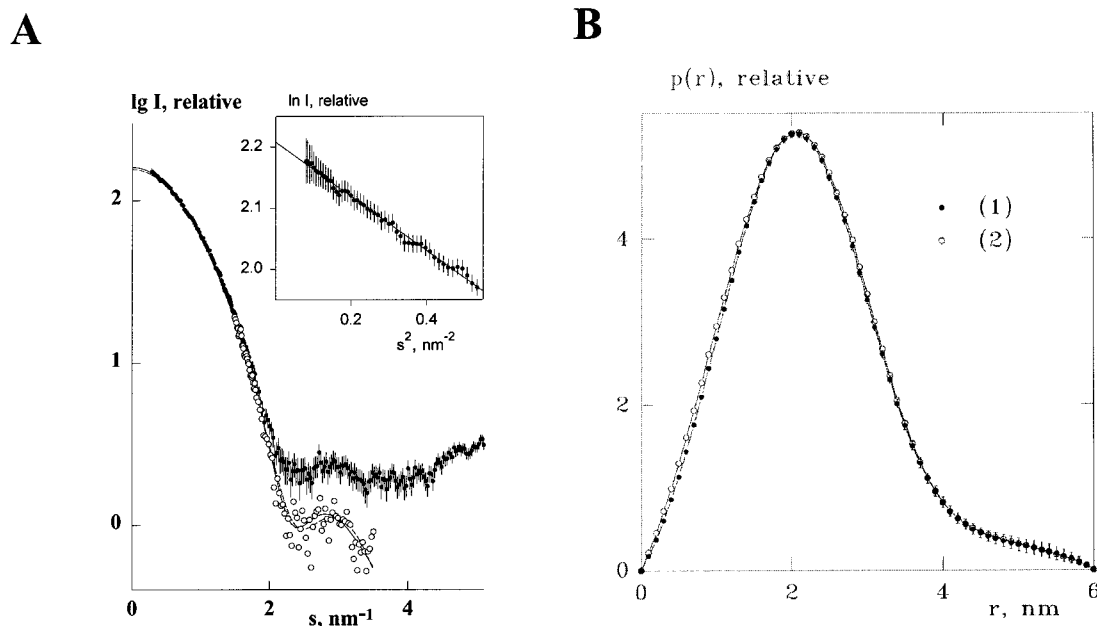 A
B
lg I, relative
ln I, relative
2.2
2.1
2.0
0.2
0.4
s², nm⁻²
2
1
0
0
2
4
s, nm⁻¹
p(r), relative
4
2
0
(1)
(2)
0
2
4
6
r, nm